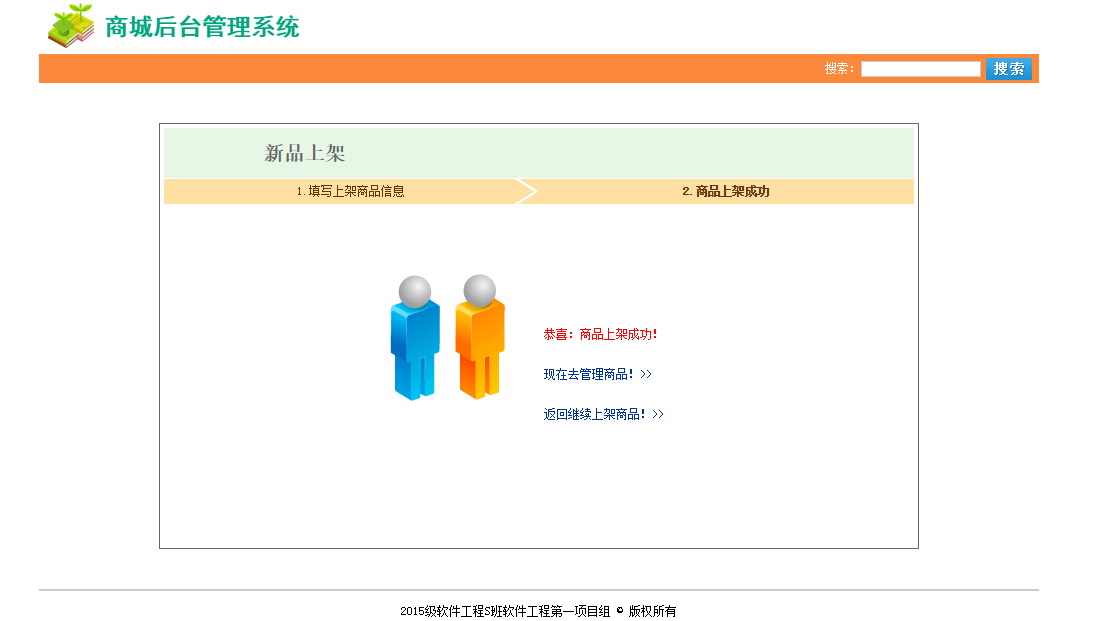 商城后台管理系统
搜索：
搜索
新品上架
1.填写上架商品信息
2.商品上架成功
恭喜：商品上架成功！
现在去管理商品！>>
返回继续上架商品！>>
2015级软件工程S班软件工程第一项目组 © 版权所有